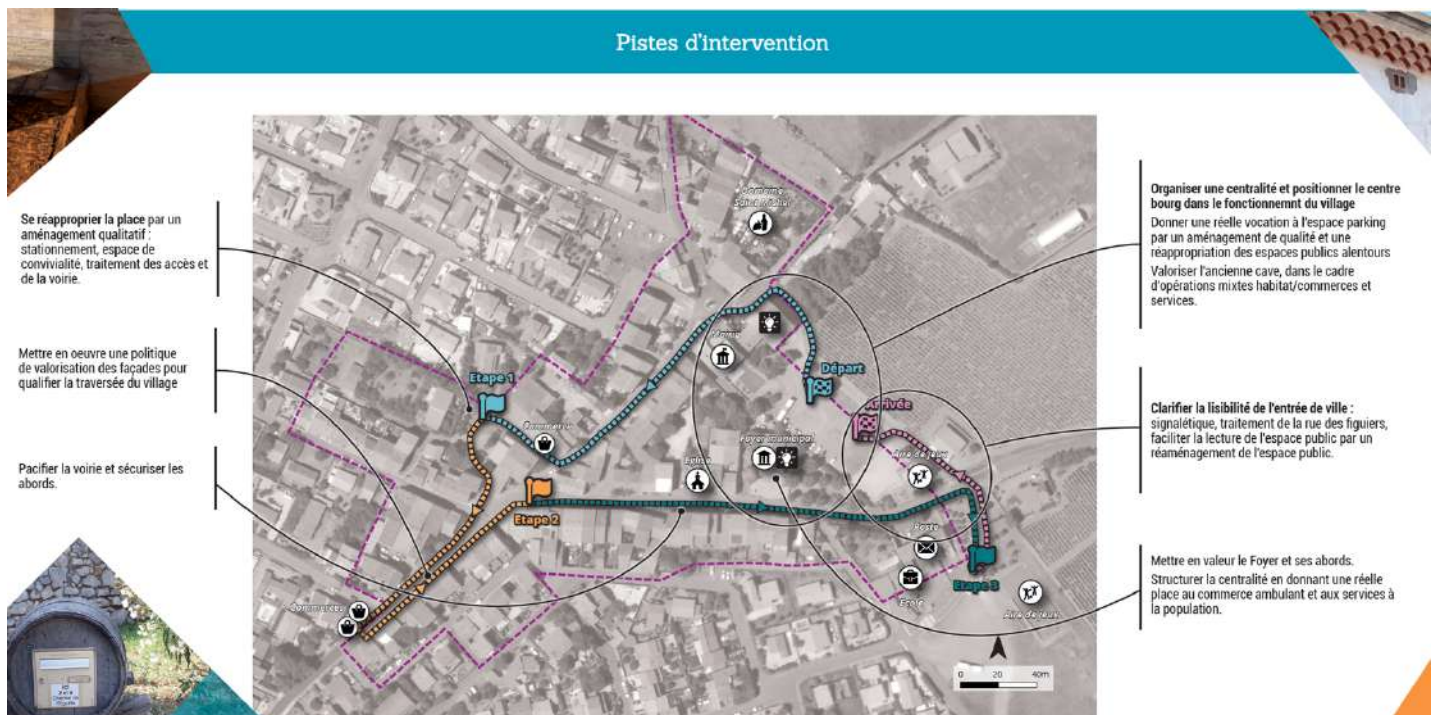 Pistes d'intervention
Se réapproprier la place par un
aménagement qualitatif :
stationnement, espace de
convivialité, traitement des accès et
de la voirie.
Mettre en oeuvre une politique
de valorisation des façades pour
qualifier la traversée du village
Pacifier la voirie et sécuriser les
abords.
Domaine
Saint Michel
Mairie
Départ
Etape 1
Commerce
Arrivée
Foyer municipal
Eglise
Aire de jeux
Etape 2
Poste
Etape 3
Ecole
Aire de jeux
Commerces
0 20 40m
Organiser une centralité et positionner le centre
bourg dans le fonctionnemnt du village
Donner une réelle vocation à l'espace parking
par un aménagement de qualité et une
réappropriation des espaces publics alentours
Valoriser l'ancienne cave, dans le cadre
d'opérations mixtes habitat/commerces et
services.
Clarifier la lisibilité de l'entrée de ville :
signalétique, traitement de la rue des figuiers,
faciliter la lecture de l'espace public par un
réaménagement de l'espace public.
Mettre en valeur le Foyer et ses abords.
Structurer la centralité en donnant une réelle
place au commerce ambulant et aux services à
la population.